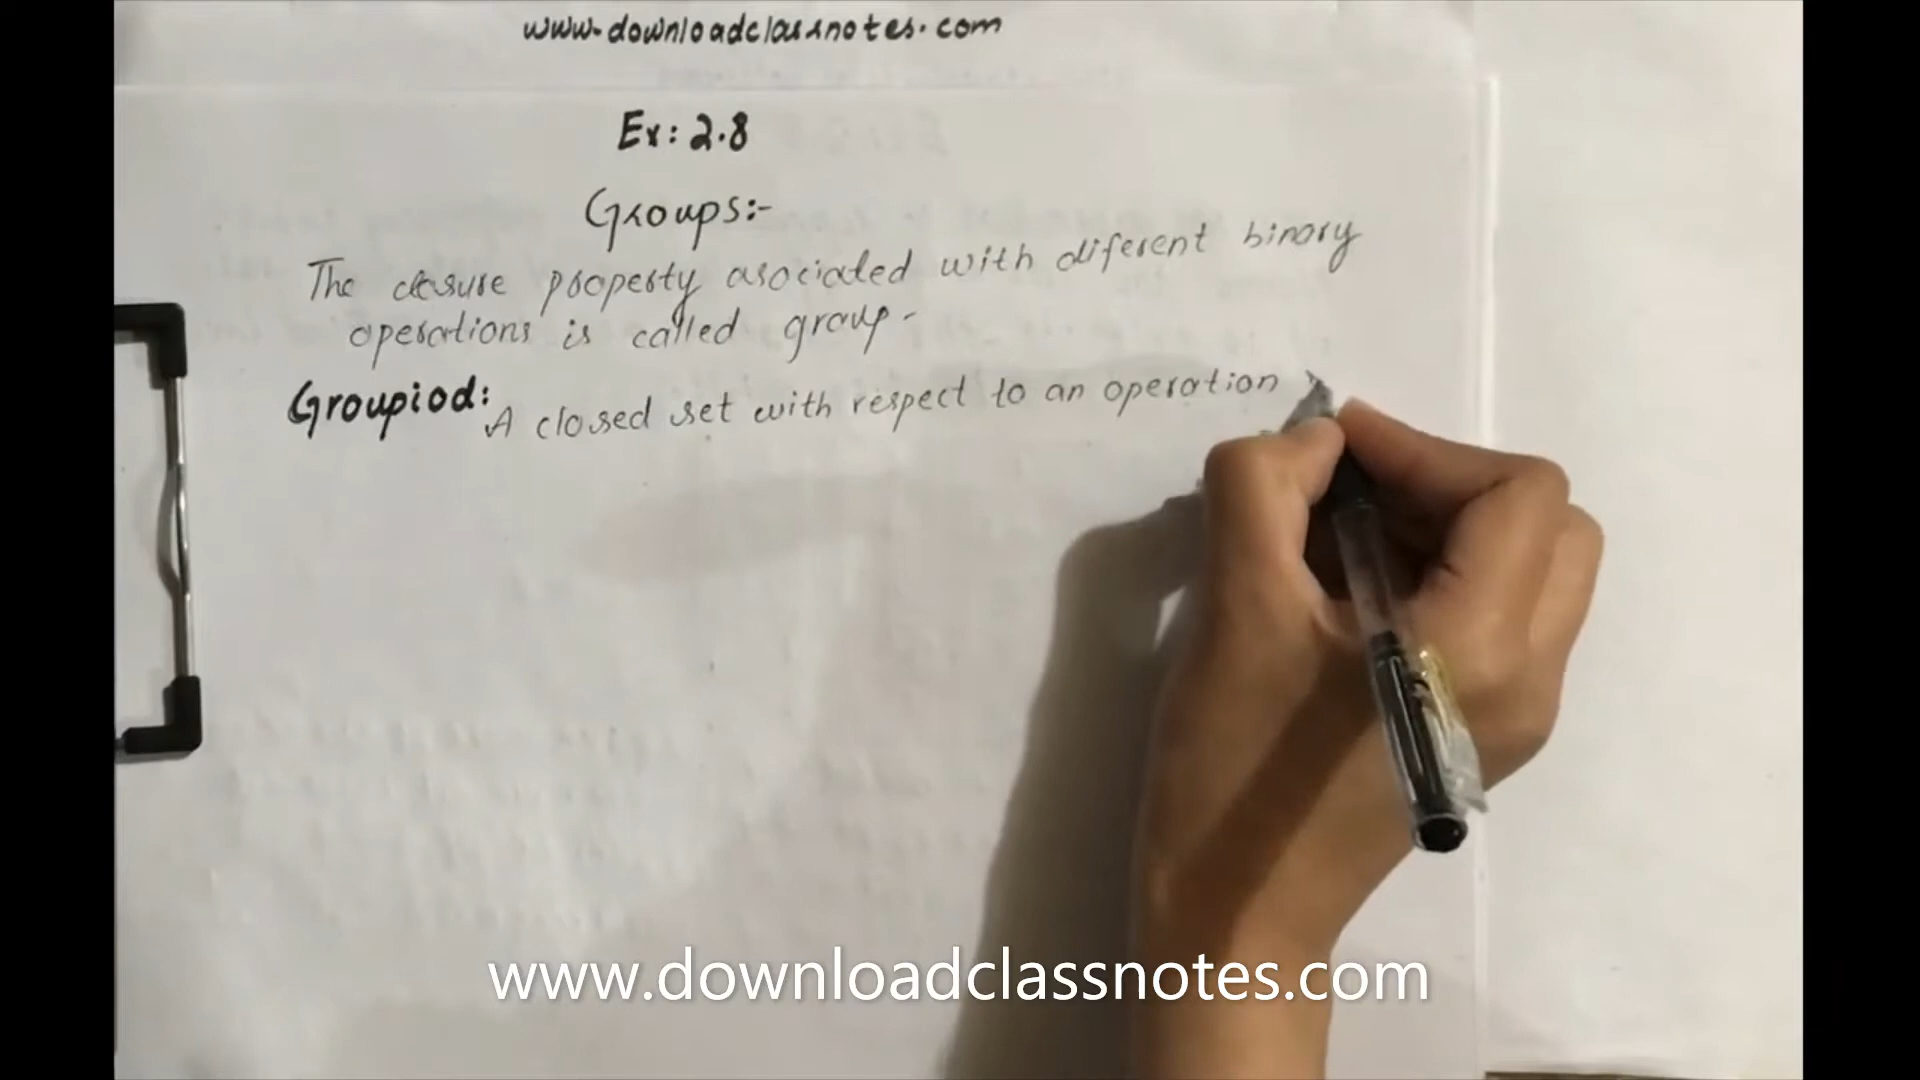 www.downloadclassnotes.com
Ex: 2.8
Groups:-
The closure property asociated with diferent binary
operations is called group-
Groupiod: A closed set with respect to an operation
www.downloadclassnotes.com